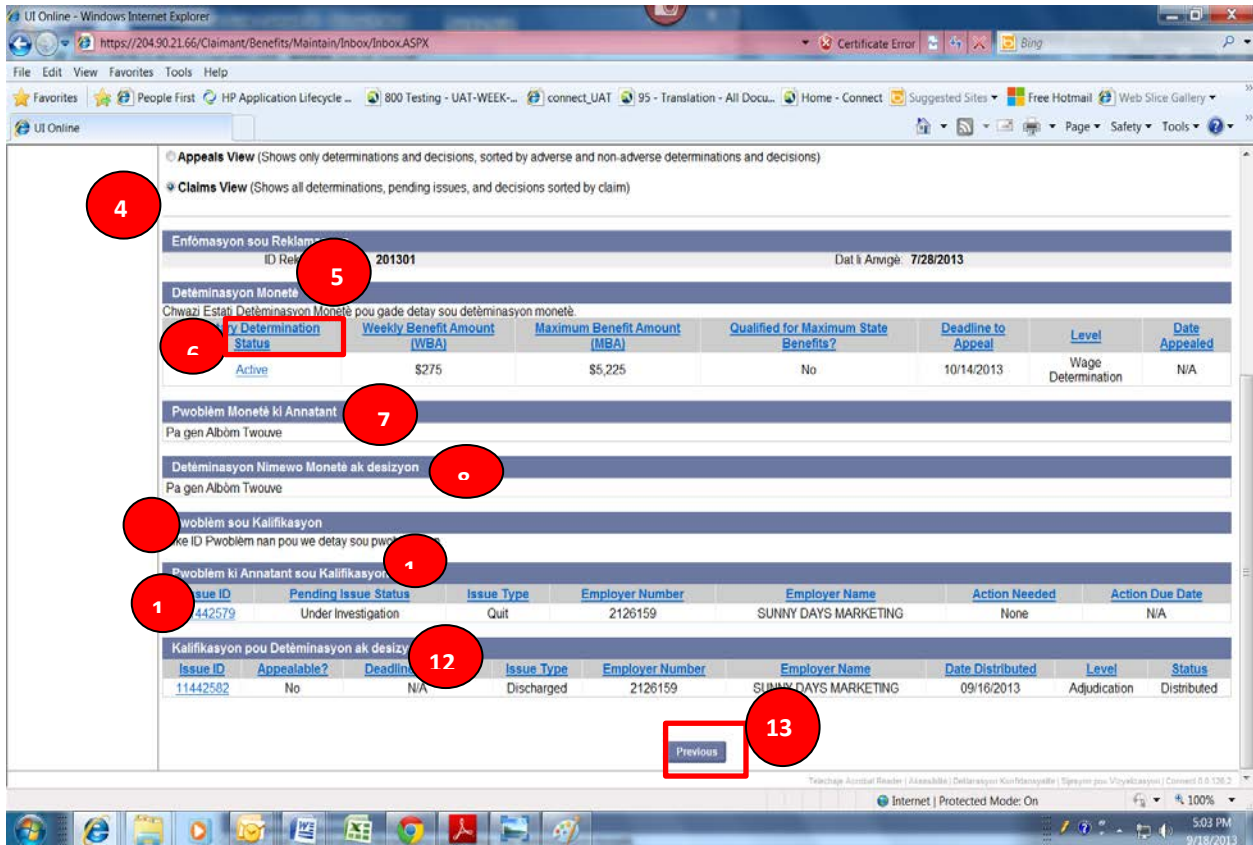 UI Online - Windows Internet Explorer
https://204.90.21.66/Claimant/Benefits/Maintain/Inbox/Inbox.ASPX
Certificate Error
Bing
File Edit View Favorites Tools Help
Favorites People First HP Application Lifecycle ... 800 Testing - UAT-WEEK-... connect_UAT 95 - Translation - All Docu... Home - Connect Suggested Sites Free Hotmail Web Slice Gallery
UI Online
Page Safety Tools
Appeals View (Shows only determinations and decisions, sorted by adverse and non-adverse determinations and decisions)
Claims View (Shows all determinations, pending issues, and decisions sorted by claim)
4
Enfòmasyon sou
5
ID 201301 Dat li Anvigè: 7/28/2013
Detèminasyon Monetè
Chwazi Estati Detèminasyon Monetè pou gade detay sou detèminasyon monetè.
6
Determination Status Weekly Benefit Amount (WBA) Maximum Benefit Amount (MBA) Qualified for Maximum State Benefits? Deadline to Appeal Level Date Appealed
Active $275 $5,225 No 10/14/2013 Wage Determination N/A
Pwoblèm Monetè ki Annatant
7
Pa gen Albòm Twouve
Detèminasyon Nimewo Monetè ak desizyon
Pa gen Albòm Twouve
sou Kalifikasyon
ID Pwoblèm nan pou we detay sou
Pwoblèm ki Annatant sou
Issue ID Pending Issue Status Issue Type Employer Number Employer Name Action Needed Action Due Date
Under Investigation Quit 2126159 SUNNY DAYS MARKETING None N/A
Kalifikasyon pou Detèminasyon ak
12
Issue ID Appealable? Issue Type Employer Number Employer Name Date Distributed Level Status
11442582 No N/A Discharged 2126159 SUNNY DAYS MARKETING 09/16/2013 Adjudication Distributed
13
Previous
Internet | Protected Mode: On 100%
5:03 PM
9/18/2013